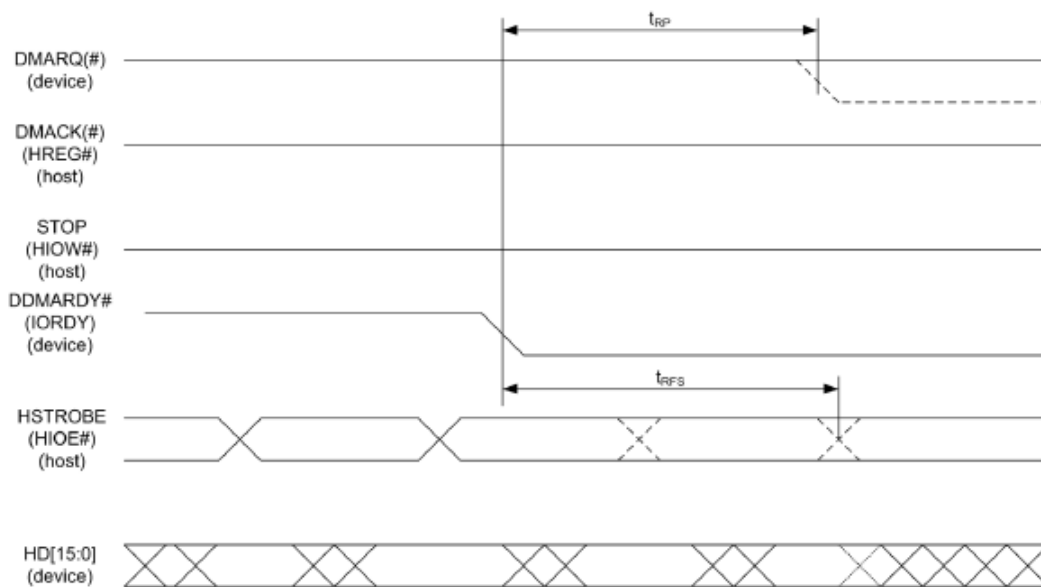 tRP
DMARQ(#)
(device)
DMACK(#)
(HREG#)
(host)
STOP
(HIOW#)
(host)
DDMARDY#
(IORDY)
(device)
tRFS
HSTROBE
(HIOE#)
(host)
HD[15:0]
(device)